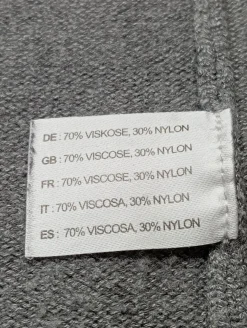 DE : 70% VISKOSE, 30% NYLON
GB : 70% VISCOSE, 30% NYLON
FR : 70% VISCOSE, 30% NYLON
IT : 70% VISCOSA, 30% NYLON
ES : 70% VISCOSA, 30% NYLON